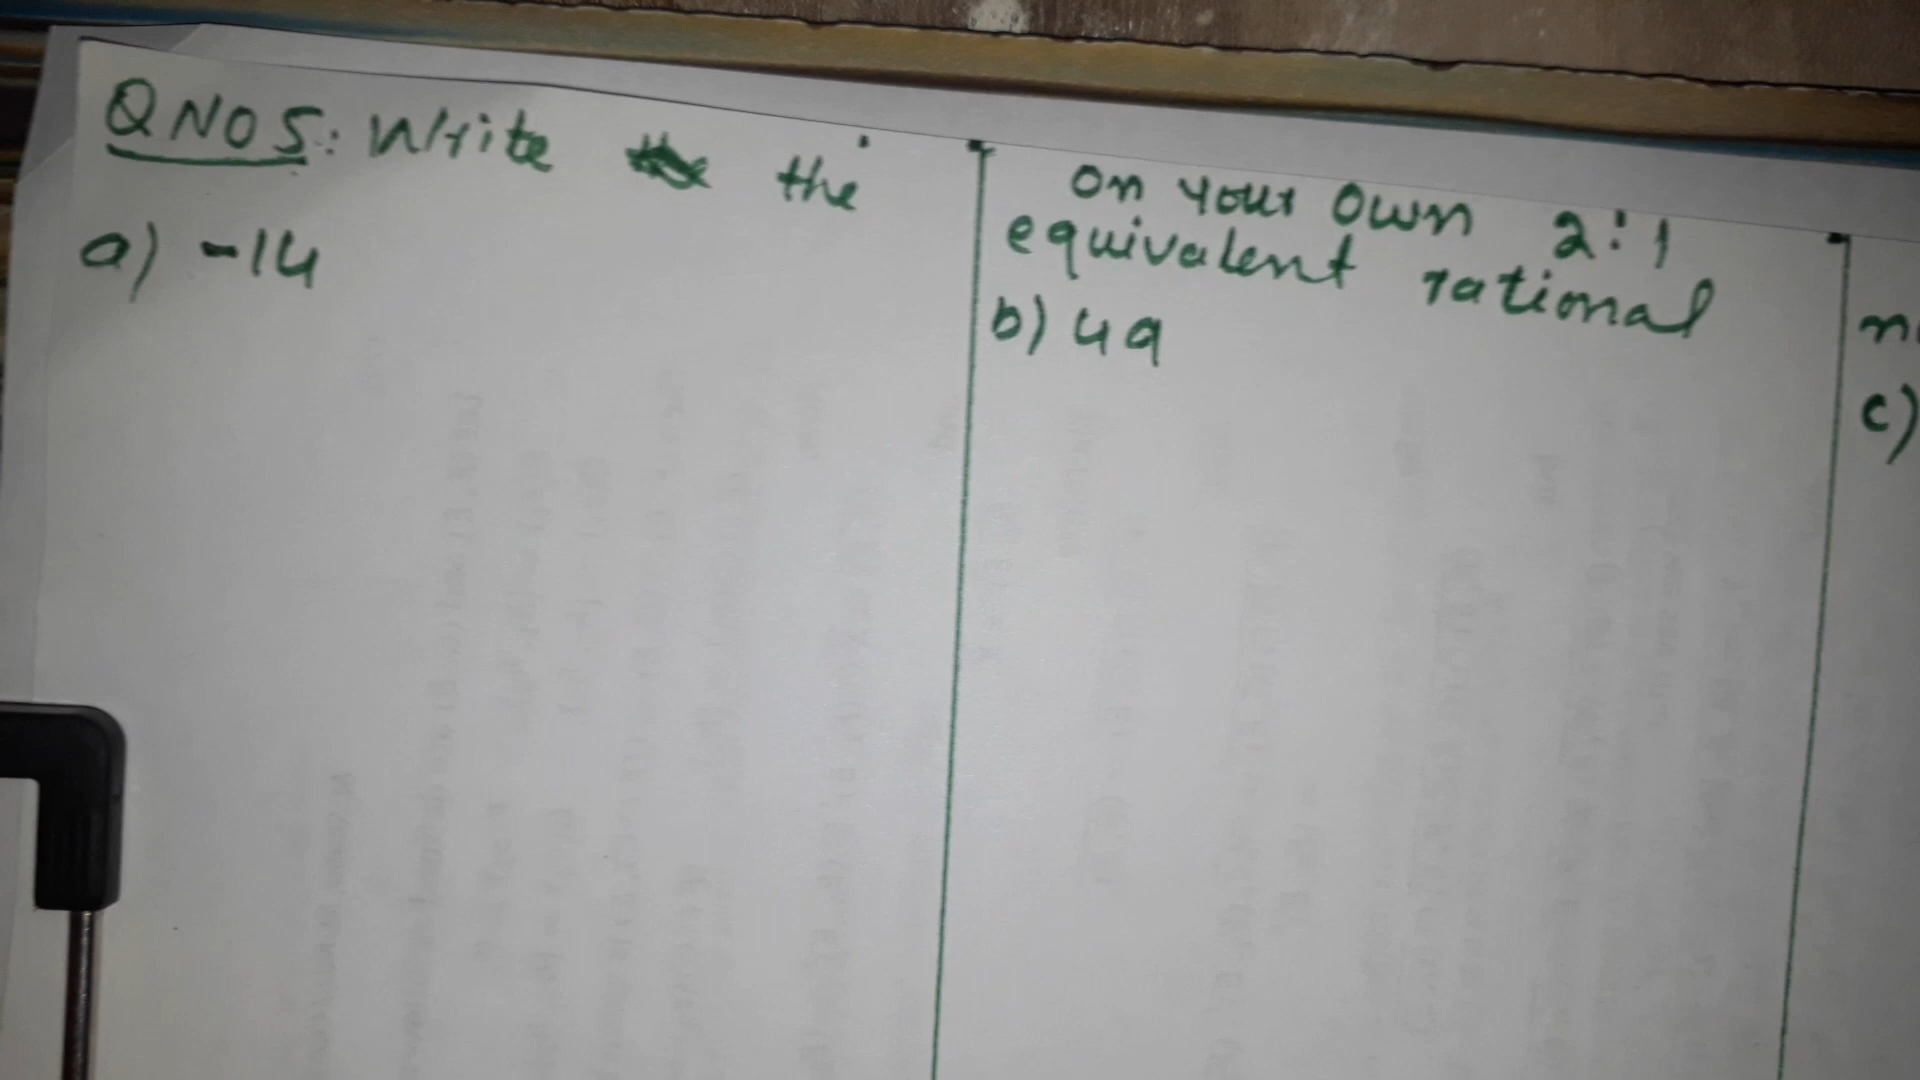 on your own 2:1
QNO5: Write the equivalent rational
a) -14 b) 49 c)